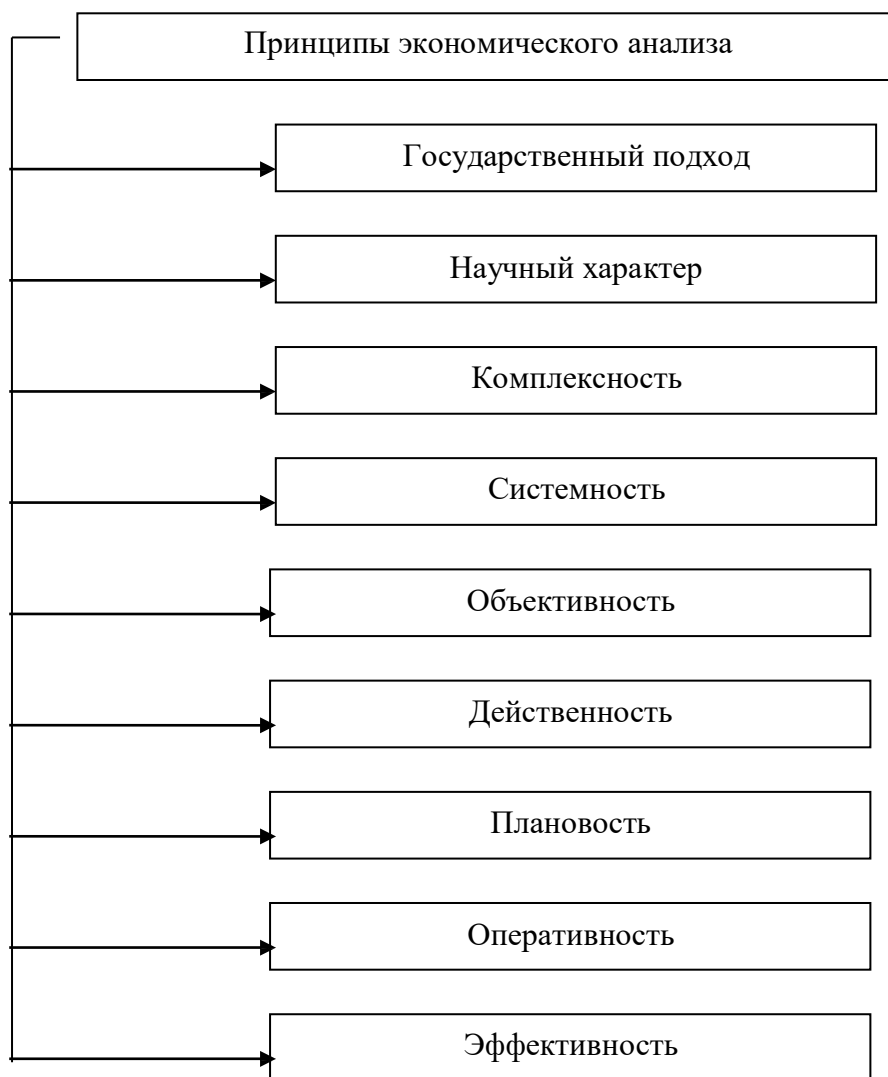 Принципы экономического анализа
Государственный подход
Научный характер
Комплексность
Системность
Объективность
Действенность
Плановость
Оперативность
Эффективность